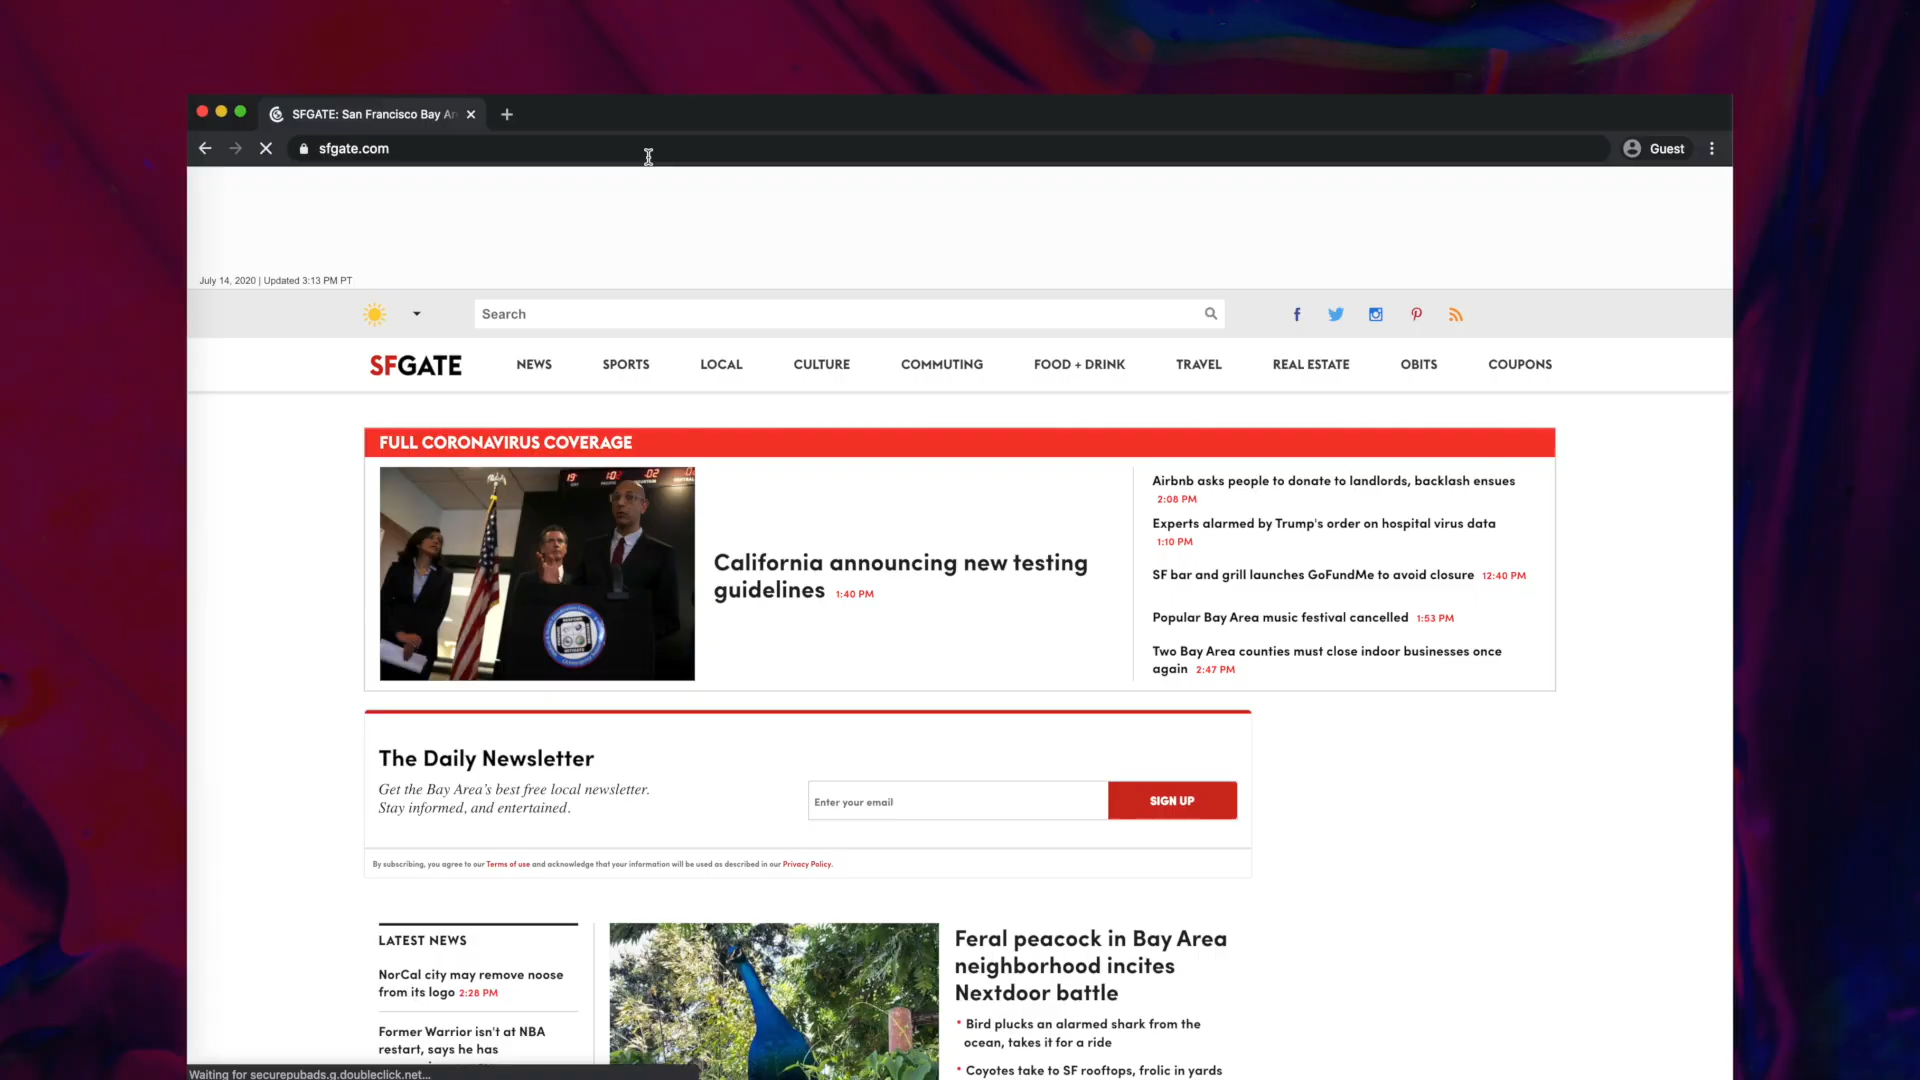 SFGATE: San Francisco Bay Ar
sfgate.com
Guest
July 14, 2020 | Updated 3:13 PM PT
Search
SFGATE
NEWS
SPORTS
LOCAL
CULTURE
COMMUTING
FOOD + DRINK
TRAVEL
REAL ESTATE
OBITS
COUPONS
FULL CORONAVIRUS COVERAGE
California announcing new testing
guidelines 1:40 PM
Airbnb asks people to donate to landlords, backlash ensues
2:08 PM
Experts alarmed by Trump's order on hospital virus data
1:10 PM
SF bar and grill launches GoFundMe to avoid closure 12:40 PM
Popular Bay Area music festival cancelled 1:53 PM
Two Bay Area counties must close indoor businesses once
again 2:47 PM
The Daily Newsletter
Get the Bay Area's best free local newsletter.
Stay informed, and entertained.
Enter your email
SIGN UP
By subscribing, you agree to our Terms of use and acknowledge that your information will be used as described in our Privacy Policy.
LATEST NEWS
NorCal city may remove noose
from its logo 2:28 PM
Former Warrior isn't at NBA
restart, says he has
Feral peacock in Bay Area
neighborhood incites
Nextdoor battle
• Bird plucks an alarmed shark from the
ocean, takes it for a ride
• Coyotes take to SF rooftops, frolic in yards
Waiting for securepubads.g.doubleclick.net...